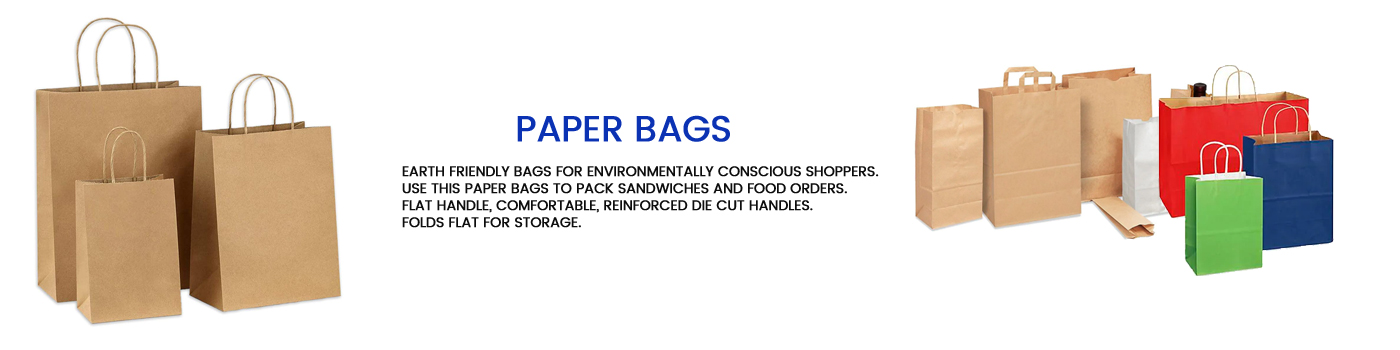 PAPER BAGS
EARTH FRIENDLY BAGS FOR ENVIRONMENTALLY CONSCIOUS SHOPPERS.
USE THIS PAPER BAGS TO PACK SANDWICHES AND FOOD ORDERS.
FLAT HANDLE, COMFORTABLE, REINFORCED DIE CUT HANDLES.
FOLDS FLAT FOR STORAGE.